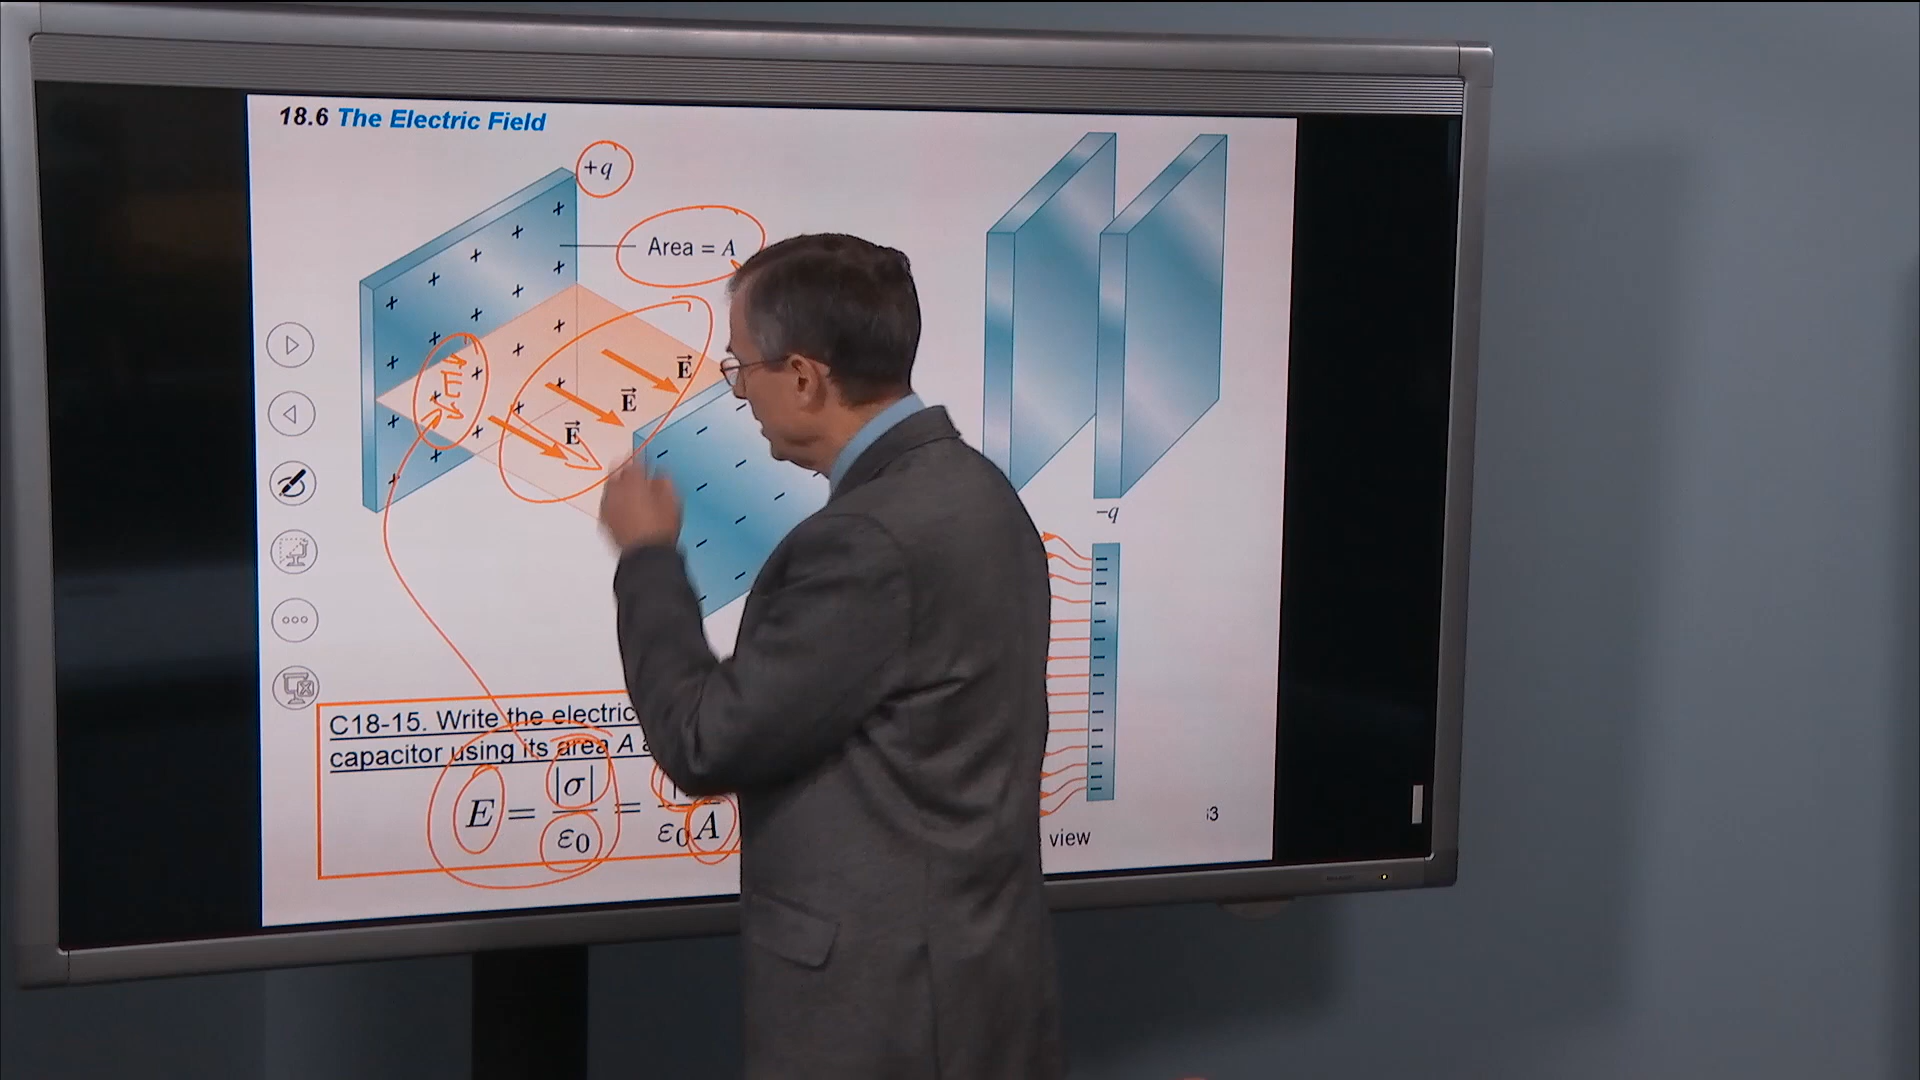 18.6 The Electric Field
+q
Area = A
E⃗
E⃗
E⃗
E⃗
−q
C18-15. Write the electric
capacitor using its area A
E = |σ| / ε₀ = / ε₀A
view